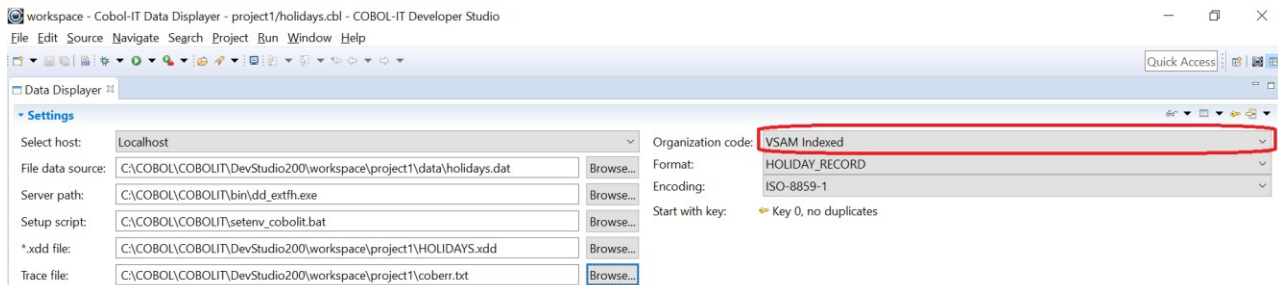 workspace - Cobol-IT Data Displayer - project1/holidays.cbl - COBOL-IT Developer Studio
File Edit Source Navigate Search Project Run Window Help
Quick Access
Data Displayer
Settings
Select host: Localhost
Organization code: VSAM Indexed
File data source: C:\COBOL\COBOLIT\DevStudio200\workspace\project1\data\holidays.dat Browse...
Format: HOLIDAY_RECORD
Server path: C:\COBOL\COBOLIT\bin\dd_extfh.exe Browse...
Encoding: ISO-8859-1
Setup script: C:\COBOL\COBOLIT\setenv_cobolit.bat Browse...
Start with key: Key 0, no duplicates
*.xdd file: C:\COBOL\COBOLIT\DevStudio200\workspace\project1\HOLIDAYS.xdd Browse...
Trace file: C:\COBOL\COBOLIT\DevStudio200\workspace\project1\coberr.txt Browse...